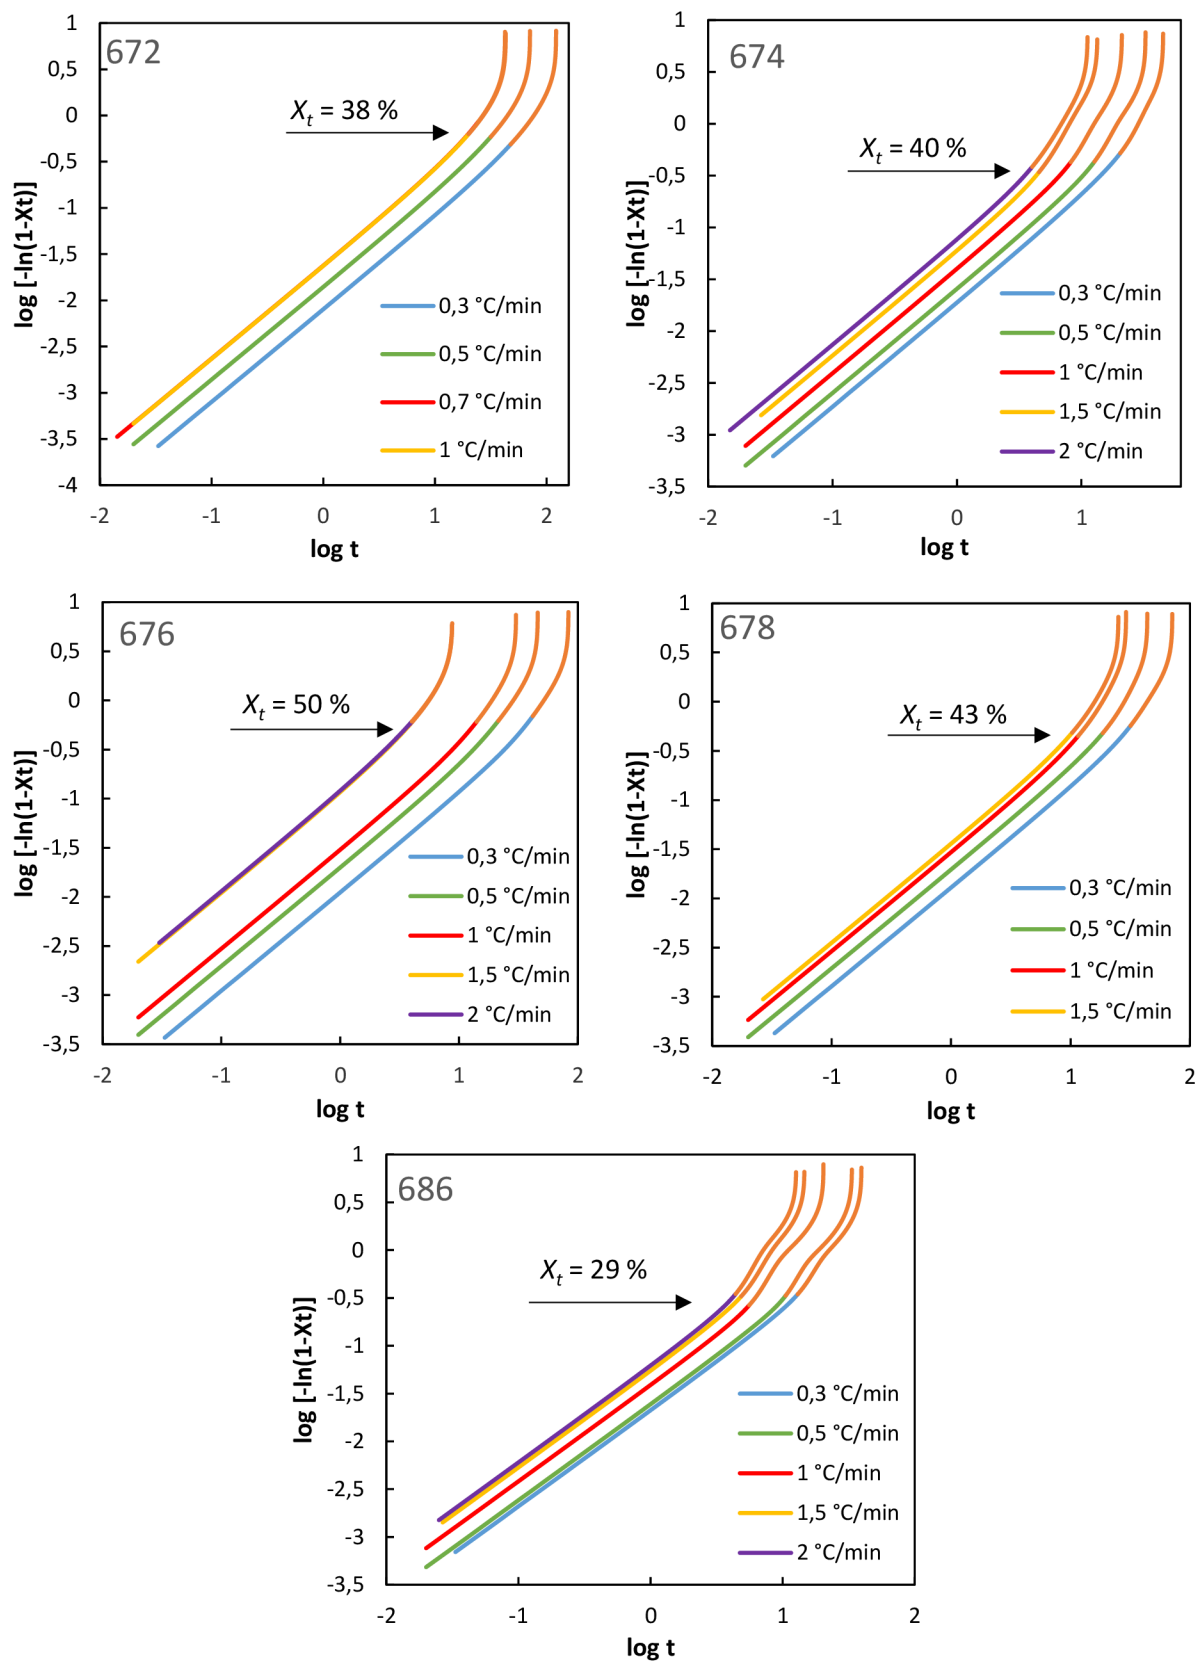 672
1
0,5
0
-0,5
-1
-1,5
-2
-2,5
-3
-3,5
-4
log [-ln(1-Xt)]
Xt = 38 %
0,3 °C/min
0,5 °C/min
0,7 °C/min
1 °C/min
-2 -1 0 1 2
log t
674
1
0,5
0
-0,5
-1
-1,5
-2
-2,5
-3
-3,5
log [-ln(1-Xt)]
Xt = 40 %
0,3 °C/min
0,5 °C/min
1 °C/min
1,5 °C/min
2 °C/min
-2 -1 0 1
log t
676
1
0,5
0
-0,5
-1
-1,5
-2
-2,5
-3
-3,5
log [-ln(1-Xt)]
Xt = 50 %
0,3 °C/min
0,5 °C/min
1 °C/min
1,5 °C/min
2 °C/min
-2 -1 0 1 2
log t
678
1
0,5
0
-0,5
-1
-1,5
-2
-2,5
-3
-3,5
log [-ln(1-Xt)]
Xt = 43 %
0,3 °C/min
0,5 °C/min
1 °C/min
1,5 °C/min
-2 -1 0 1 2
log t
686
1
0,5
0
-0,5
-1
-1,5
-2
-2,5
-3
-3,5
log [-ln(1-Xt)]
Xt = 29 %
0,3 °C/min
0,5 °C/min
1 °C/min
1,5 °C/min
2 °C/min
-2 -1 0 1 2
log t